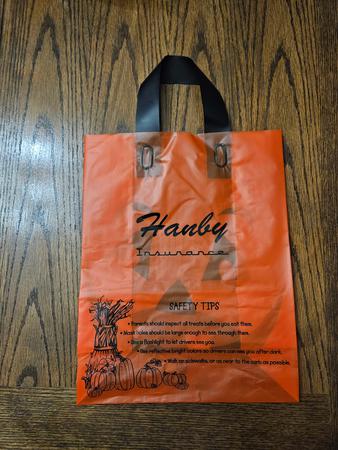 Hanby
Insurance
SAFETY TIPS
• Parents should inspect all treats before you eat them.
• Mask holes should be large enough to see through them.
• Use a flashlight to let drivers see you.
• Use reflective bright colors so drivers can see you after dark.
• Walk on sidewalks, or as near to the curb as possible.